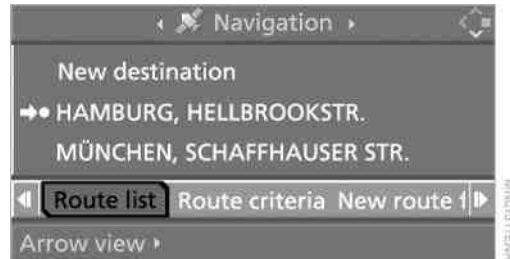 Navigation
New destination
HAMBURG, HELLBROOKSTR.
MÜNCHEN, SCHAFFHAUSER STR.
Route list Route criteria New route
Arrow view